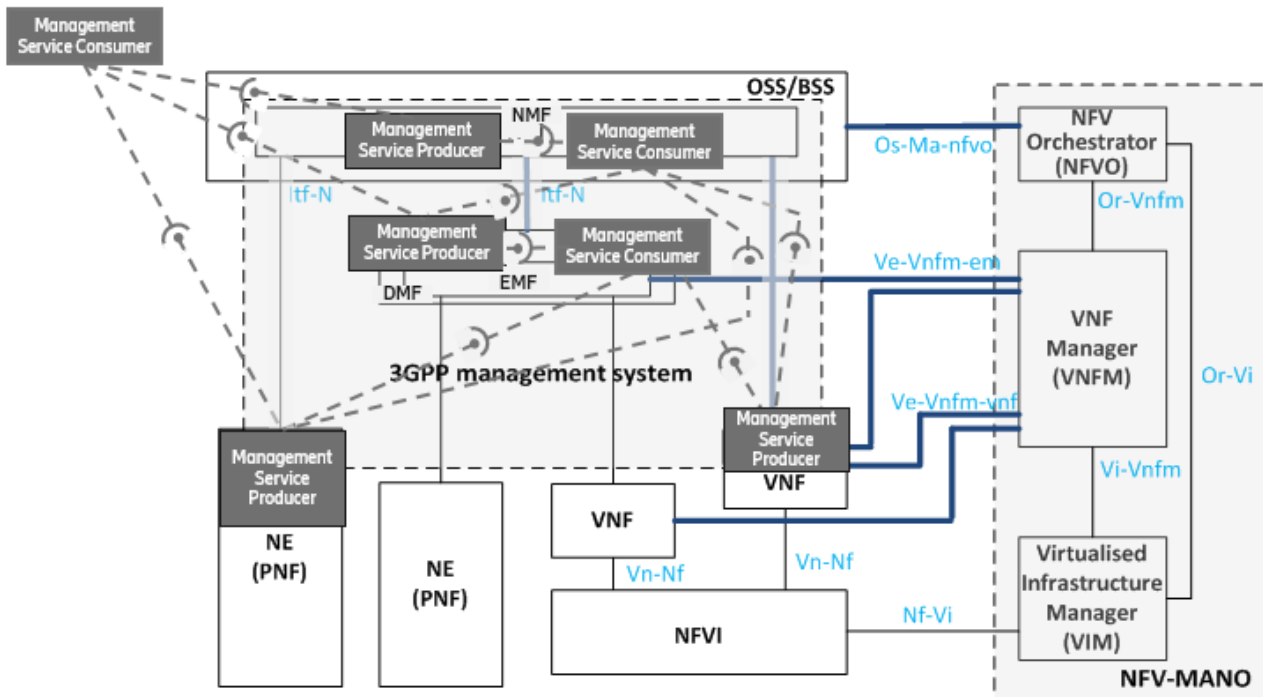 Management
Service Consumer
OSS/BSS
NMF
Management
Service Producer
Management
Service Consumer
Itf-N
Itf-N
Management
Service Producer
Management
Service Consumer
EMF
DMF
3GPP management system
Management
Service
Producer
NE
(PNF)
NE
(PNF)
VNF
Management
Service
Producer
VNF
Vn-Nf
Vn-Nf
NFVI
Os-Ma-nfvo
Ve-Vnfm-em
Ve-Vnfm-vnf
Nf-Vi
NFV
Orchestrator
(NFVO)
Or-Vnfm
VNF
Manager
(VNFM)
Or-Vi
Vi-Vnfm
Virtualised
Infrastructure
Manager
(VIM)
NFV-MANO